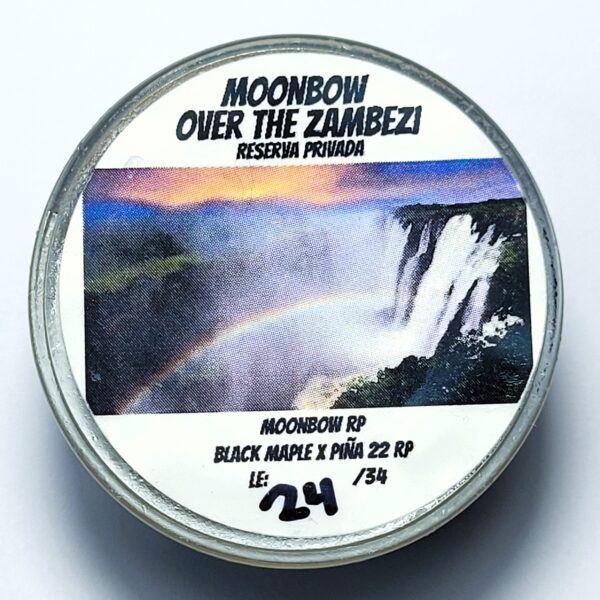 MOONBOW
OVER THE ZAMBEZI
RESERVA PRIVADA
MOONBOW RP
BLACK MAPLE X PIÑA 22 RP
LE: 24 /34